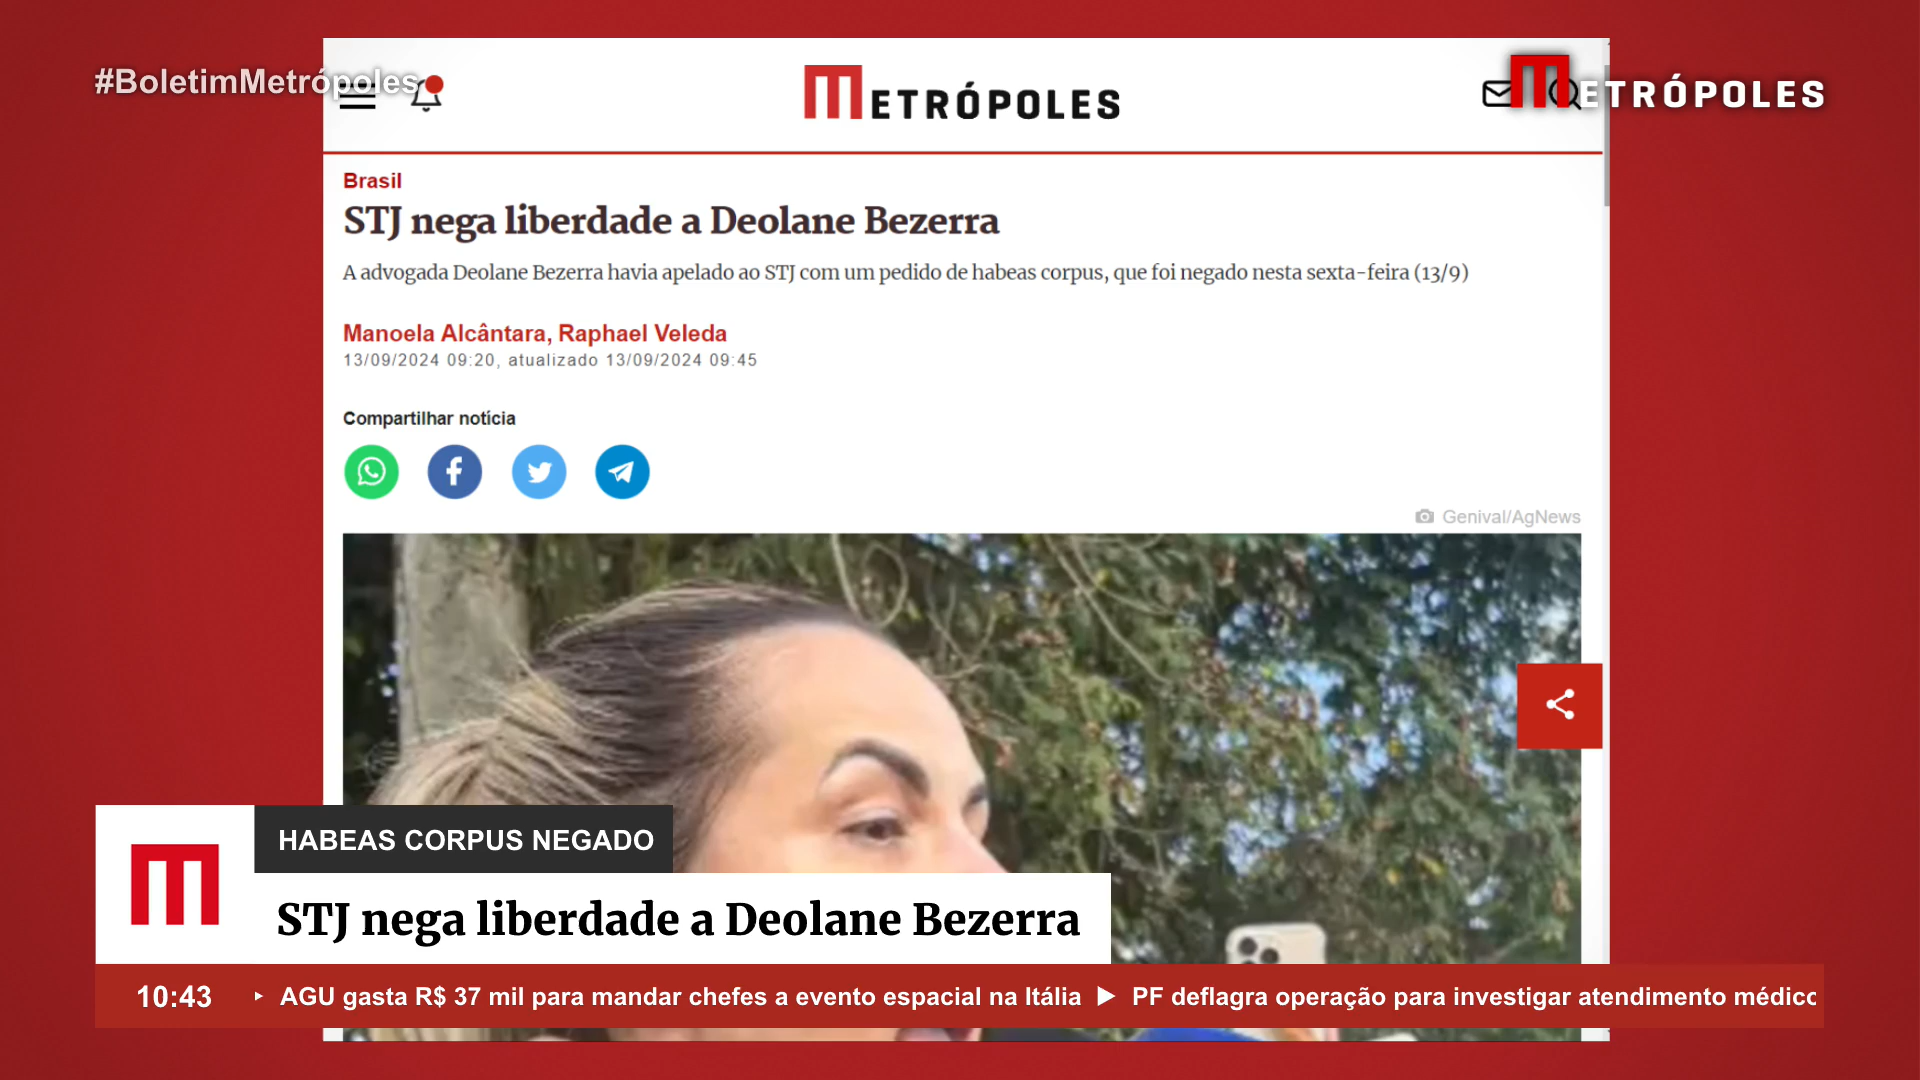 #BoletimMetrópoles
METRÓPOLES
METRÓPOLES
Brasil
STJ nega liberdade a Deolane Bezerra
A advogada Deolane Bezerra havia apelado ao STJ com um pedido de habeas corpus, que foi negado nesta sexta-feira (13/9)
Manoela Alcântara, Raphael Veleda
13/09/2024 09:20, atualizado 13/09/2024 09:45
Compartilhar notícia
Genival/AgNews
HABEAS CORPUS NEGADO
M
STJ nega liberdade a Deolane Bezerra
10:43
AGU gasta R$ 37 mil para mandar chefes a evento espacial na Itália
PF deflagra operação para investigar atendimento